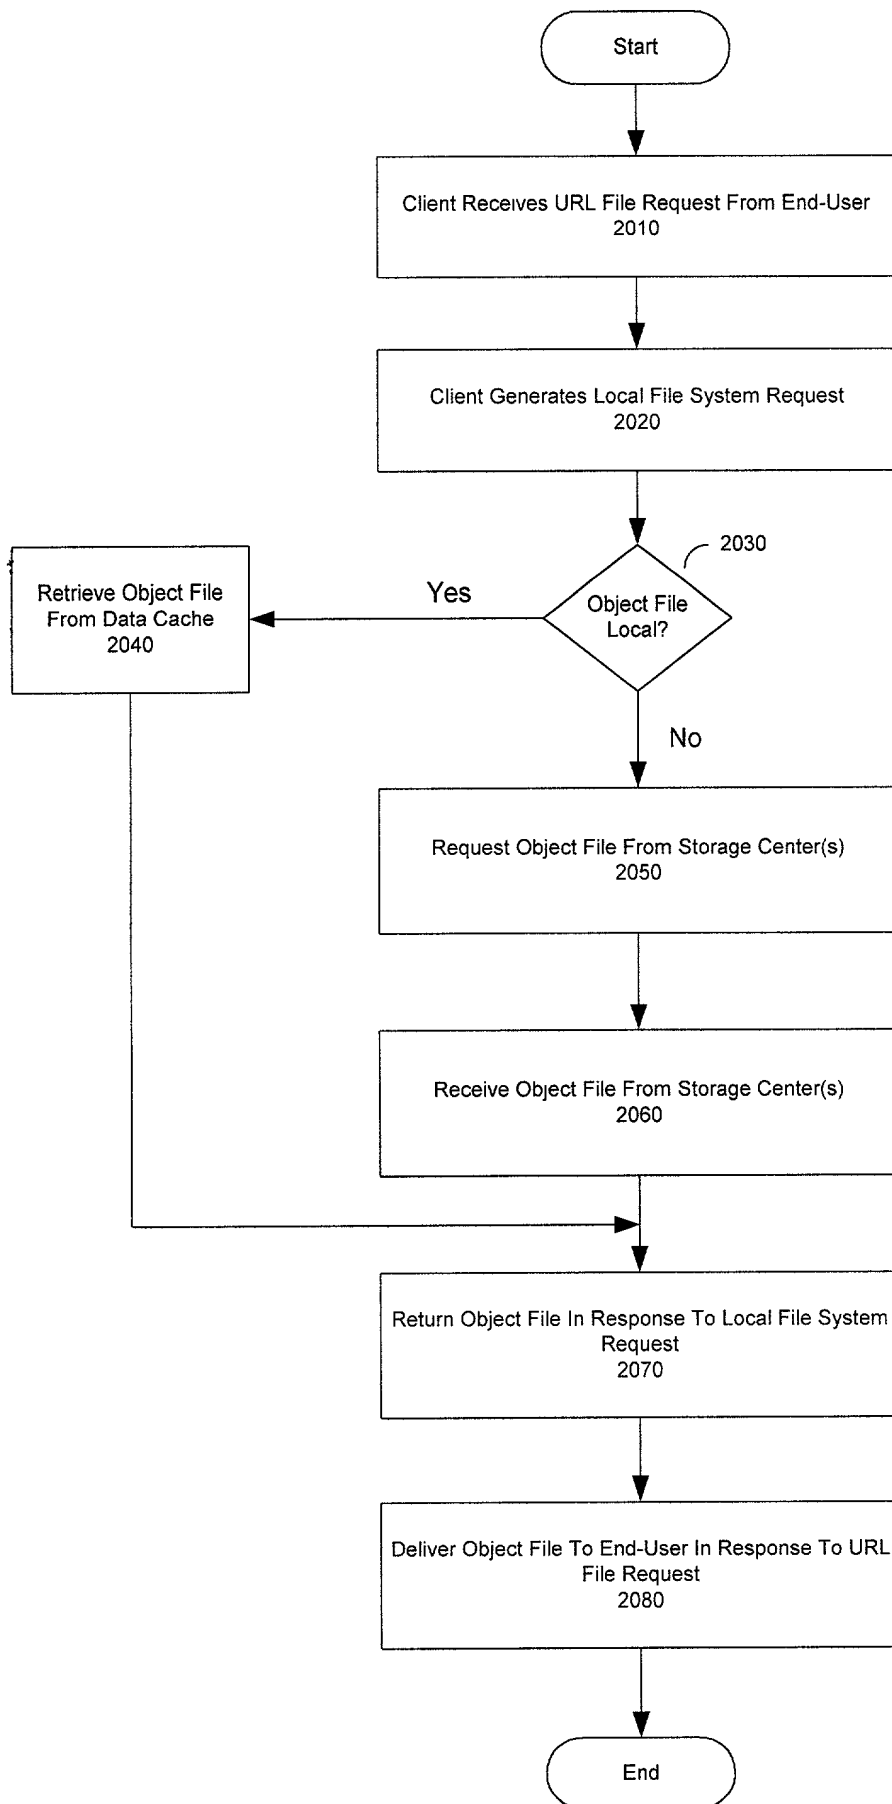 Start
Client Receives URL File Request From End-User
2010
Client Generates Local File System Request
2020
2030
Object File
Local?
Yes
Retrieve Object File
From Data Cache
2040
No
Request Object File From Storage Center(s)
2050
Receive Object File From Storage Center(s)
2060
Return Object File In Response To Local File System
Request
2070
Deliver Object File To End-User In Response To URL
File Request
2080
End